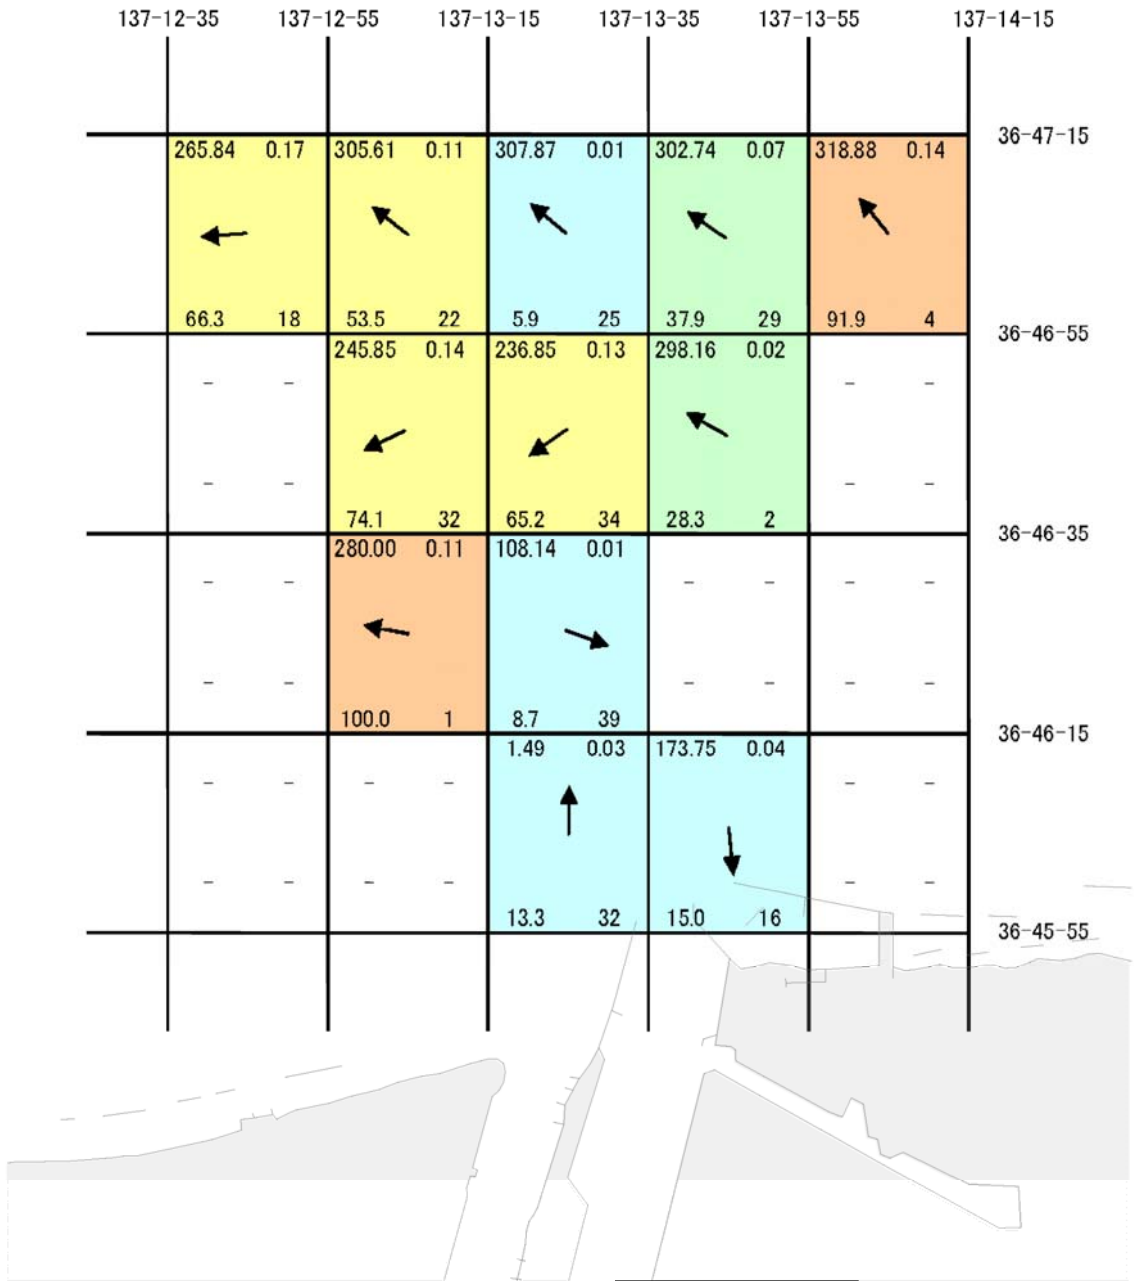 137-12-35 137-12-55 137-13-15 137-13-35 137-13-55 137-14-15
36-47-15
265.84 0.17 305.61 0.11 307.87 0.01 302.74 0.07 318.88 0.14
66.3 18 53.5 22 5.9 25 37.9 29 91.9 4
36-46-55
245.85 0.14 236.85 0.13 298.16 0.02
- - - -
- - - -
74.1 32 65.2 34 28.3 2
36-46-35
280.00 0.11 108.14 0.01
- - - - - -
- - - - - -
100.0 1 8.7 39
36-46-15
1.49 0.03 173.75 0.04
- - - - - -
- - - - - -
13.3 32 15.0 16
36-45-55